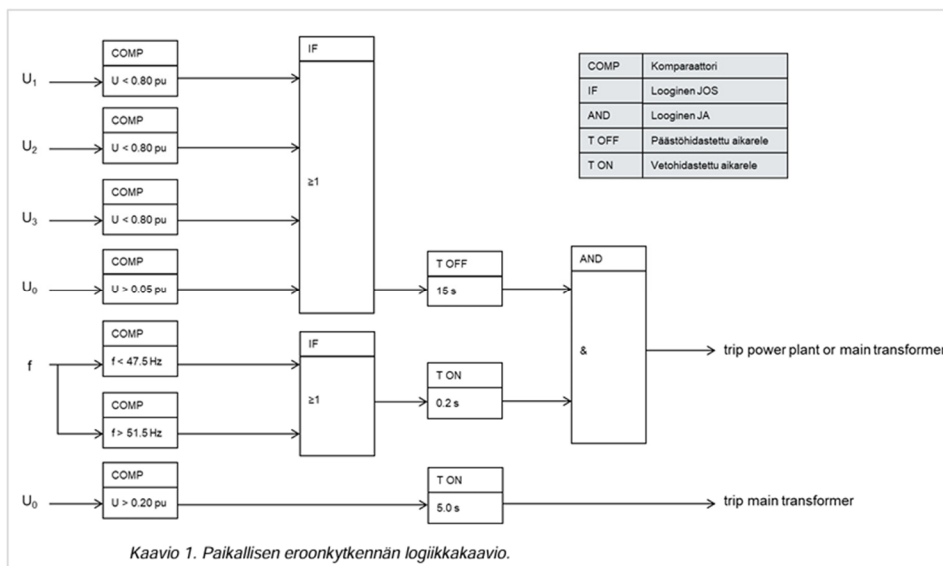 COMP
U₁
U < 0.80 pu
COMP
U₂
U < 0.80 pu
COMP
U₃
U < 0.80 pu
COMP
U₀
U > 0.05 pu
IF
≥1
COMP
f
f < 47.5 Hz
COMP
f > 51.5 Hz
IF
≥1
T OFF
15 s
T ON
0.2 s
AND
&
trip power plant or main transformer
COMP
U₀
U > 0.20 pu
T ON
5.0 s
trip main transformer
COMP Komparaattori
IF Looginen JOS
AND Looginen JA
T OFF Päästöhidastettu aikarele
T ON Vetohidastettu aikarele
Kaavio 1. Paikallisen eroonkytkennän logiikkakaavio.